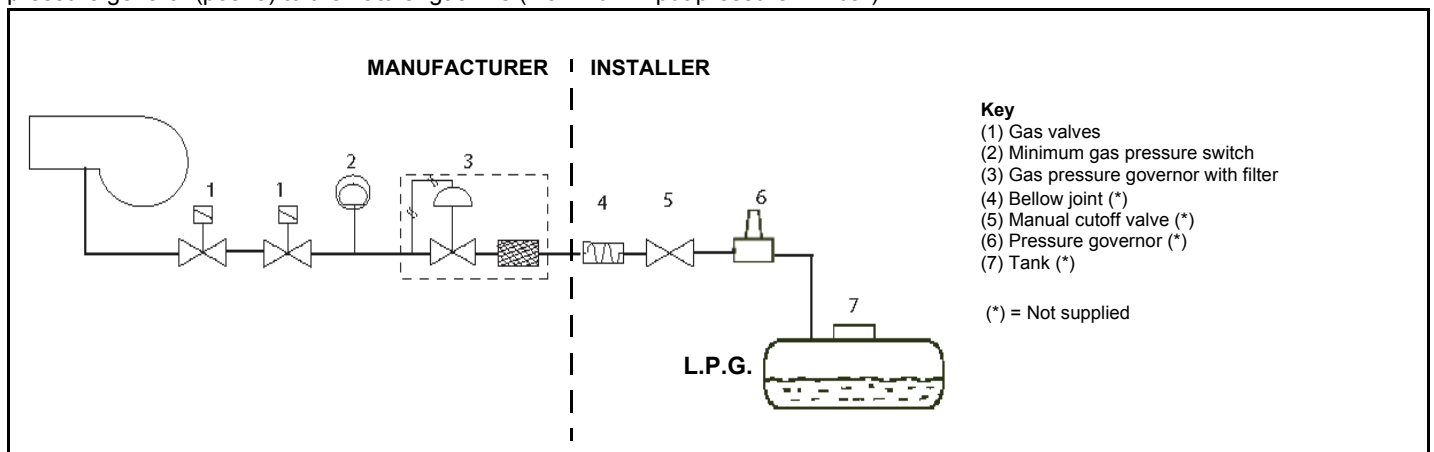 MANUFACTURER INSTALLER
1 1 2 3 4 5 6
7
L.P.G.
Key
(1) Gas valves
(2) Minimum gas pressure switch
(3) Gas pressure governor with filter
(4) Bellow joint (*)
(5) Manual cutoff valve (*)
(6) Pressure governor (*)
(7) Tank (*)
(*) = Not supplied